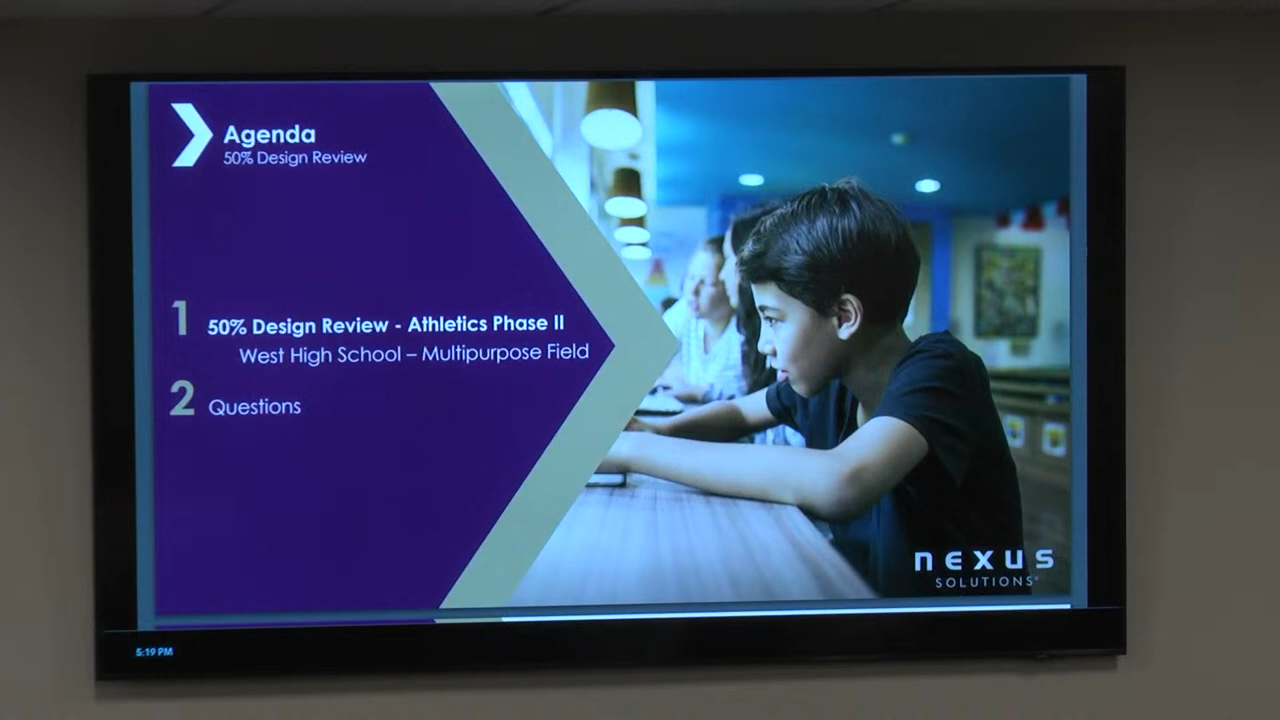 Agenda
50% Design Review
1 50% Design Review - Athletics Phase II
West High School – Multipurpose Field
2 Questions
nexus
SOLUTIONS
5:19 PM